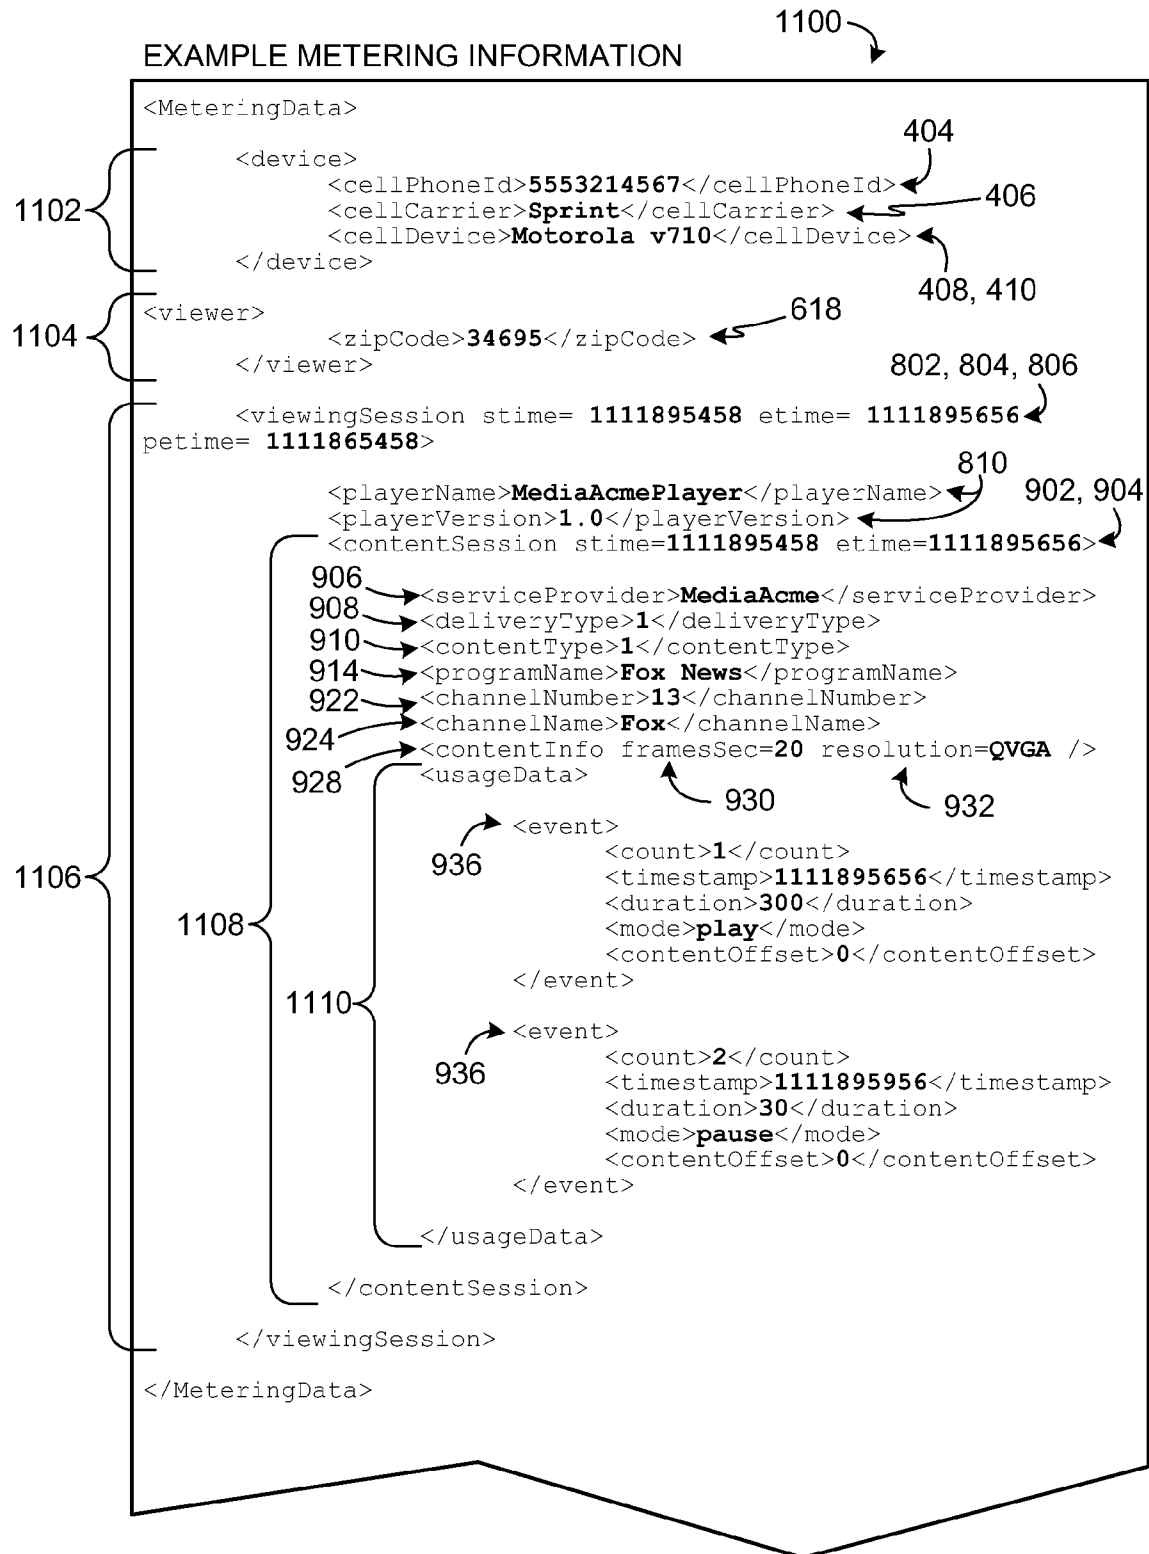 1100
EXAMPLE METERING INFORMATION
<MeteringData>
404
<device>
<cellPhoneId>5553214567</cellPhoneId>
406
1102
<cellCarrier>Sprint</cellCarrier>
<cellDevice>Motorola v710</cellDevice>
</device>
408, 410
<viewer>
618
1104
<zipCode>34695</zipCode>
</viewer>
802, 804, 806
<viewingSession stime= 1111895458 etime= 1111895656
petime= 1111865458>
810
902, 904
<playerName>MediaAcmePlayer</playerName>
<playerVersion>1.0</playerVersion>
<contentSession stime=1111895458 etime=1111895656>
906
<serviceProvider>MediaAcme</serviceProvider>
908
<deliveryType>1</deliveryType>
910
<contentType>1</contentType>
914
<programName>Fox News</programName>
922
<channelNumber>13</channelNumber>
924
<channelName>Fox</channelName>
928
<contentInfo framesSec=20 resolution=QVGA />
<usageData>
930
932
936
<event>
<count>1</count>
1106
<timestamp>1111895656</timestamp>
<duration>300</duration>
1108
<mode>play</mode>
<contentOffset>0</contentOffset>
</event>
1110
936
<event>
<count>2</count>
<timestamp>1111895956</timestamp>
<duration>30</duration>
<mode>pause</mode>
<contentOffset>0</contentOffset>
</event>
</usageData>
</contentSession>
</viewingSession>
</MeteringData>